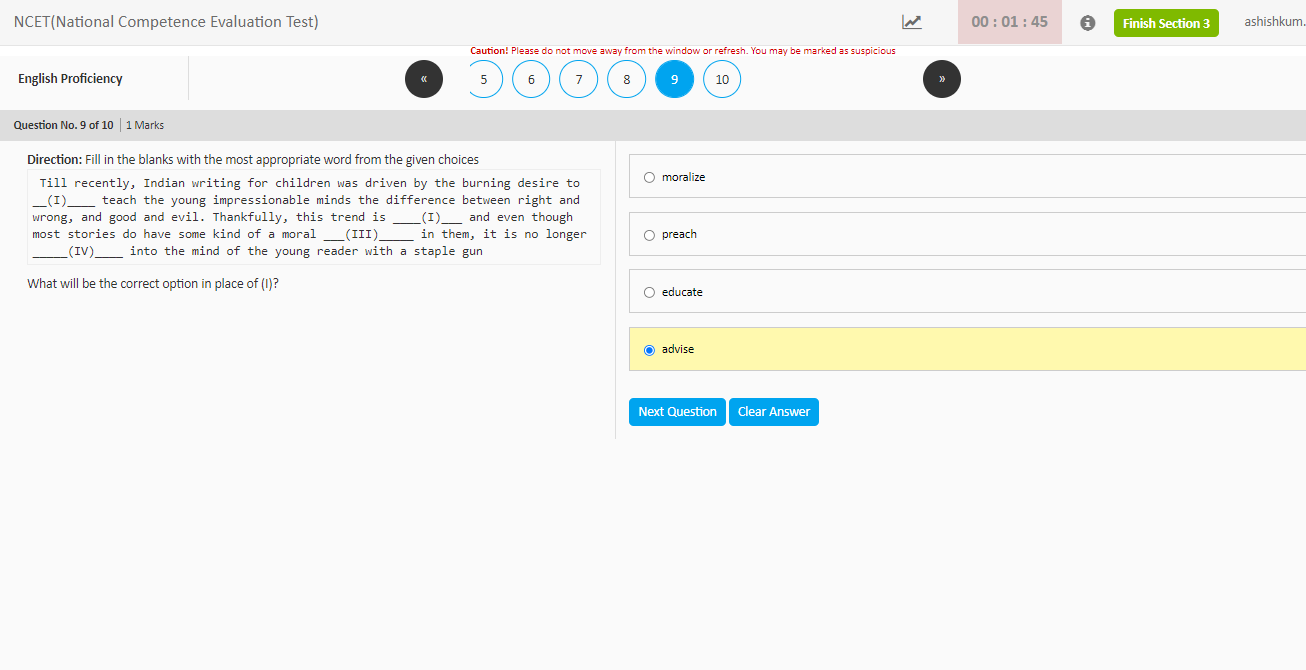 NCET(National Competence Evaluation Test)
00 : 01 : 45
Finish Section 3
ashishkum.
Caution! Please do not move away from the window or refresh. You may be marked as suspicious
English Proficiency
«
5
6
7
8
9
10
»
Question No. 9 of 10
1 Marks
Direction: Fill in the blanks with the most appropriate word from the given choices
Till recently, Indian writing for children was driven by the burning desire to
__(I)____ teach the young impressionable minds the difference between right and
wrong, and good and evil. Thankfully, this trend is ____(I)___ and even though
most stories do have some kind of a moral ___(III)_____ in them, it is no longer
_____(IV)____ into the mind of the young reader with a staple gun
What will be the correct option in place of (I)?
moralize
preach
educate
advise
Next Question
Clear Answer